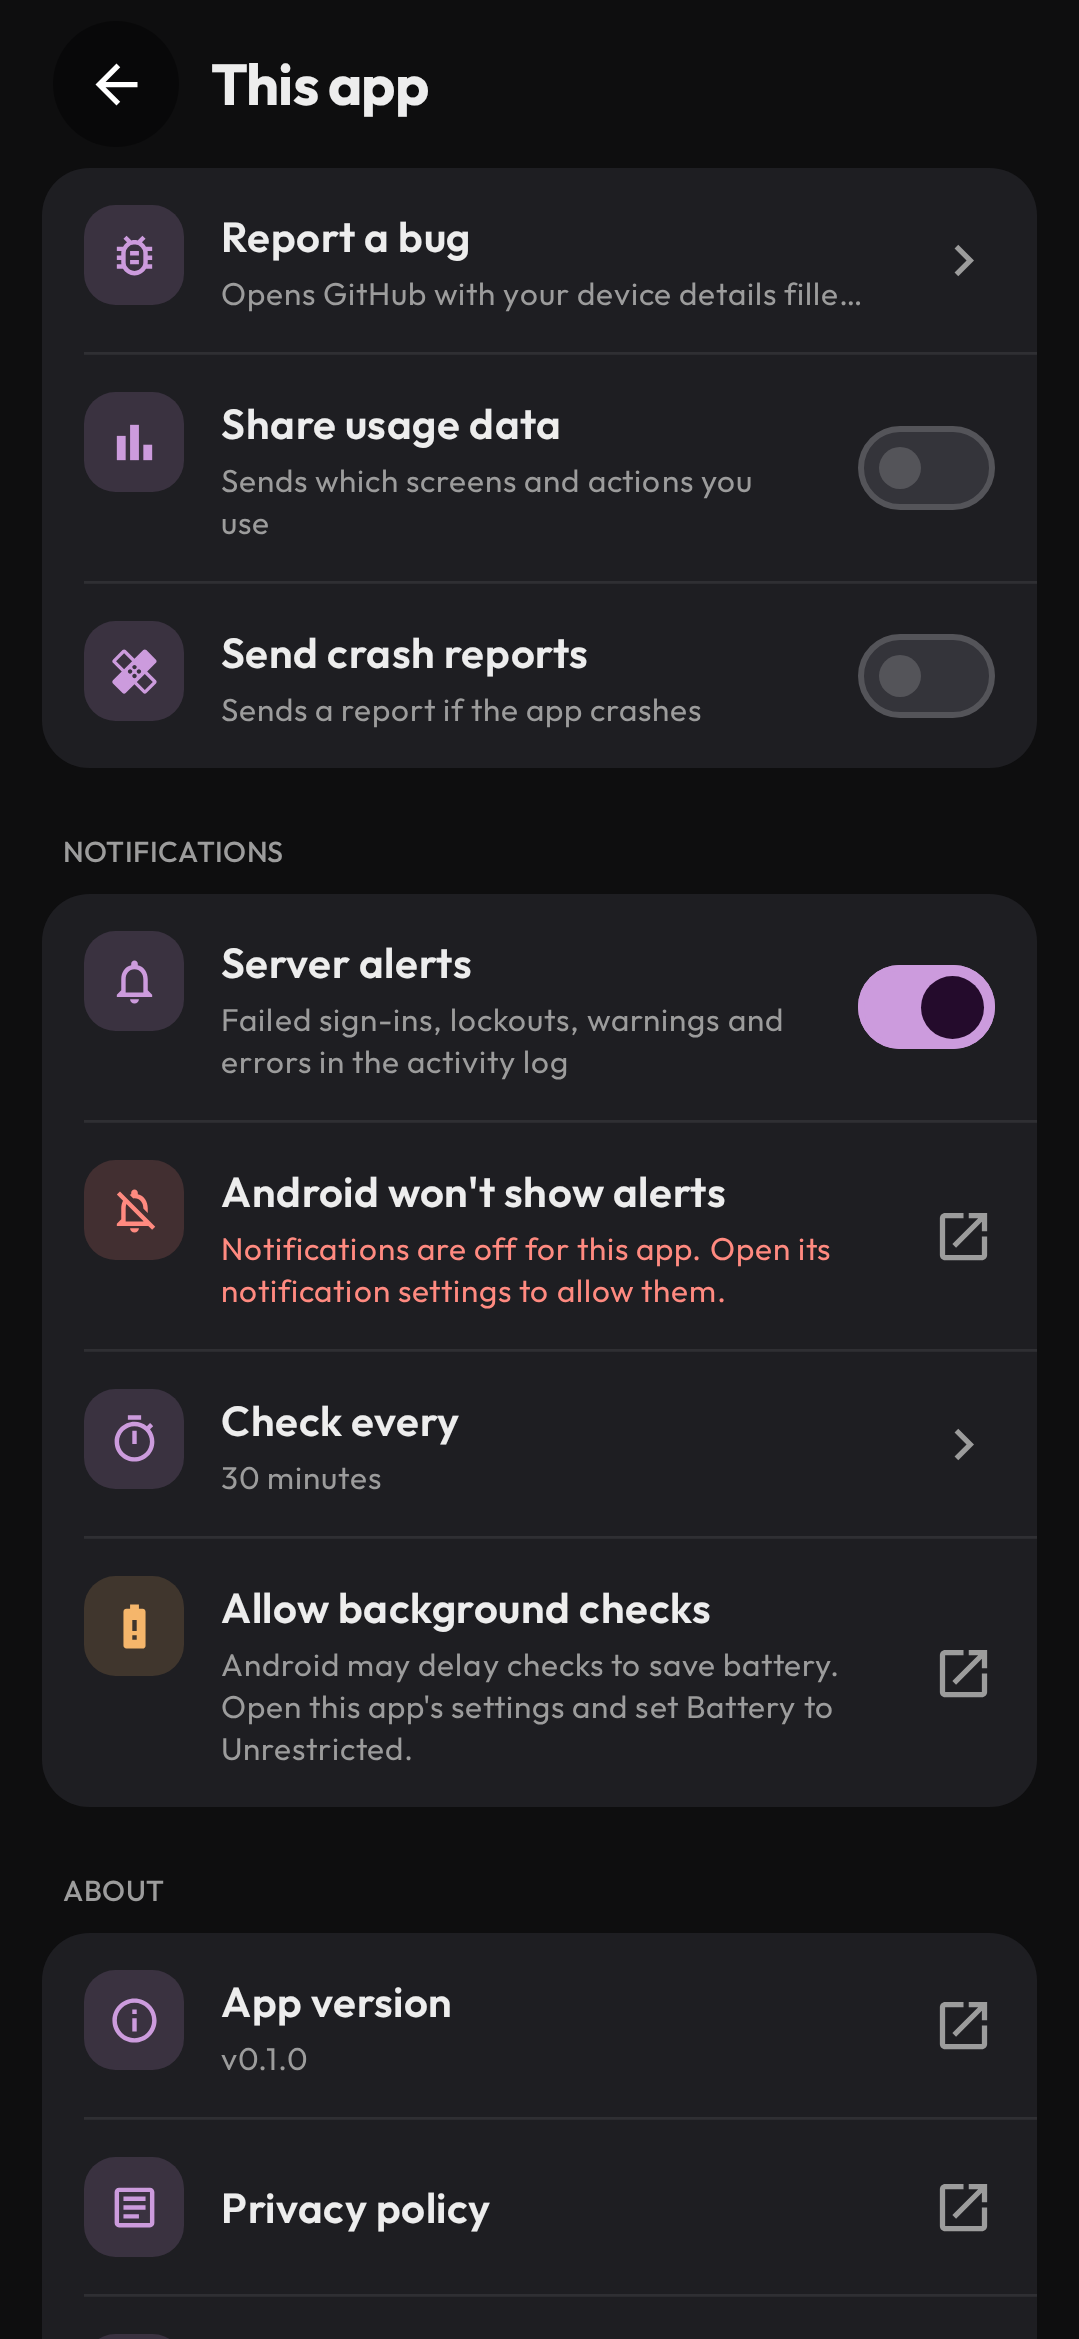 This app
Report a bug
Opens GitHub with your device details fille...
Share usage data
Sends which screens and actions you
use
Send crash reports
Sends a report if the app crashes
NOTIFICATIONS
Server alerts
Failed sign-ins, lockouts, warnings and
errors in the activity log
Android won't show alerts
Notifications are off for this app. Open its
notification settings to allow them.
Check every
30 minutes
Allow background checks
Android may delay checks to save battery.
Open this app's settings and set Battery to
Unrestricted.
ABOUT
App version
v0.1.0
Privacy policy